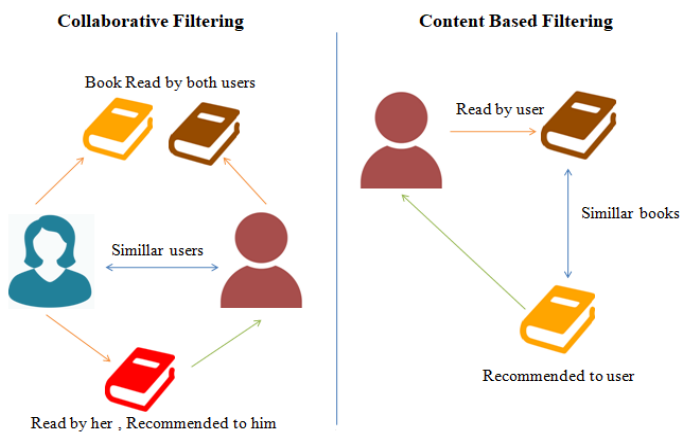 Collaborative Filtering
Book Read by both users
Simillar users
Read by her , Recommended to him
Content Based Filtering
Read by user
Simillar books
Recommended to user